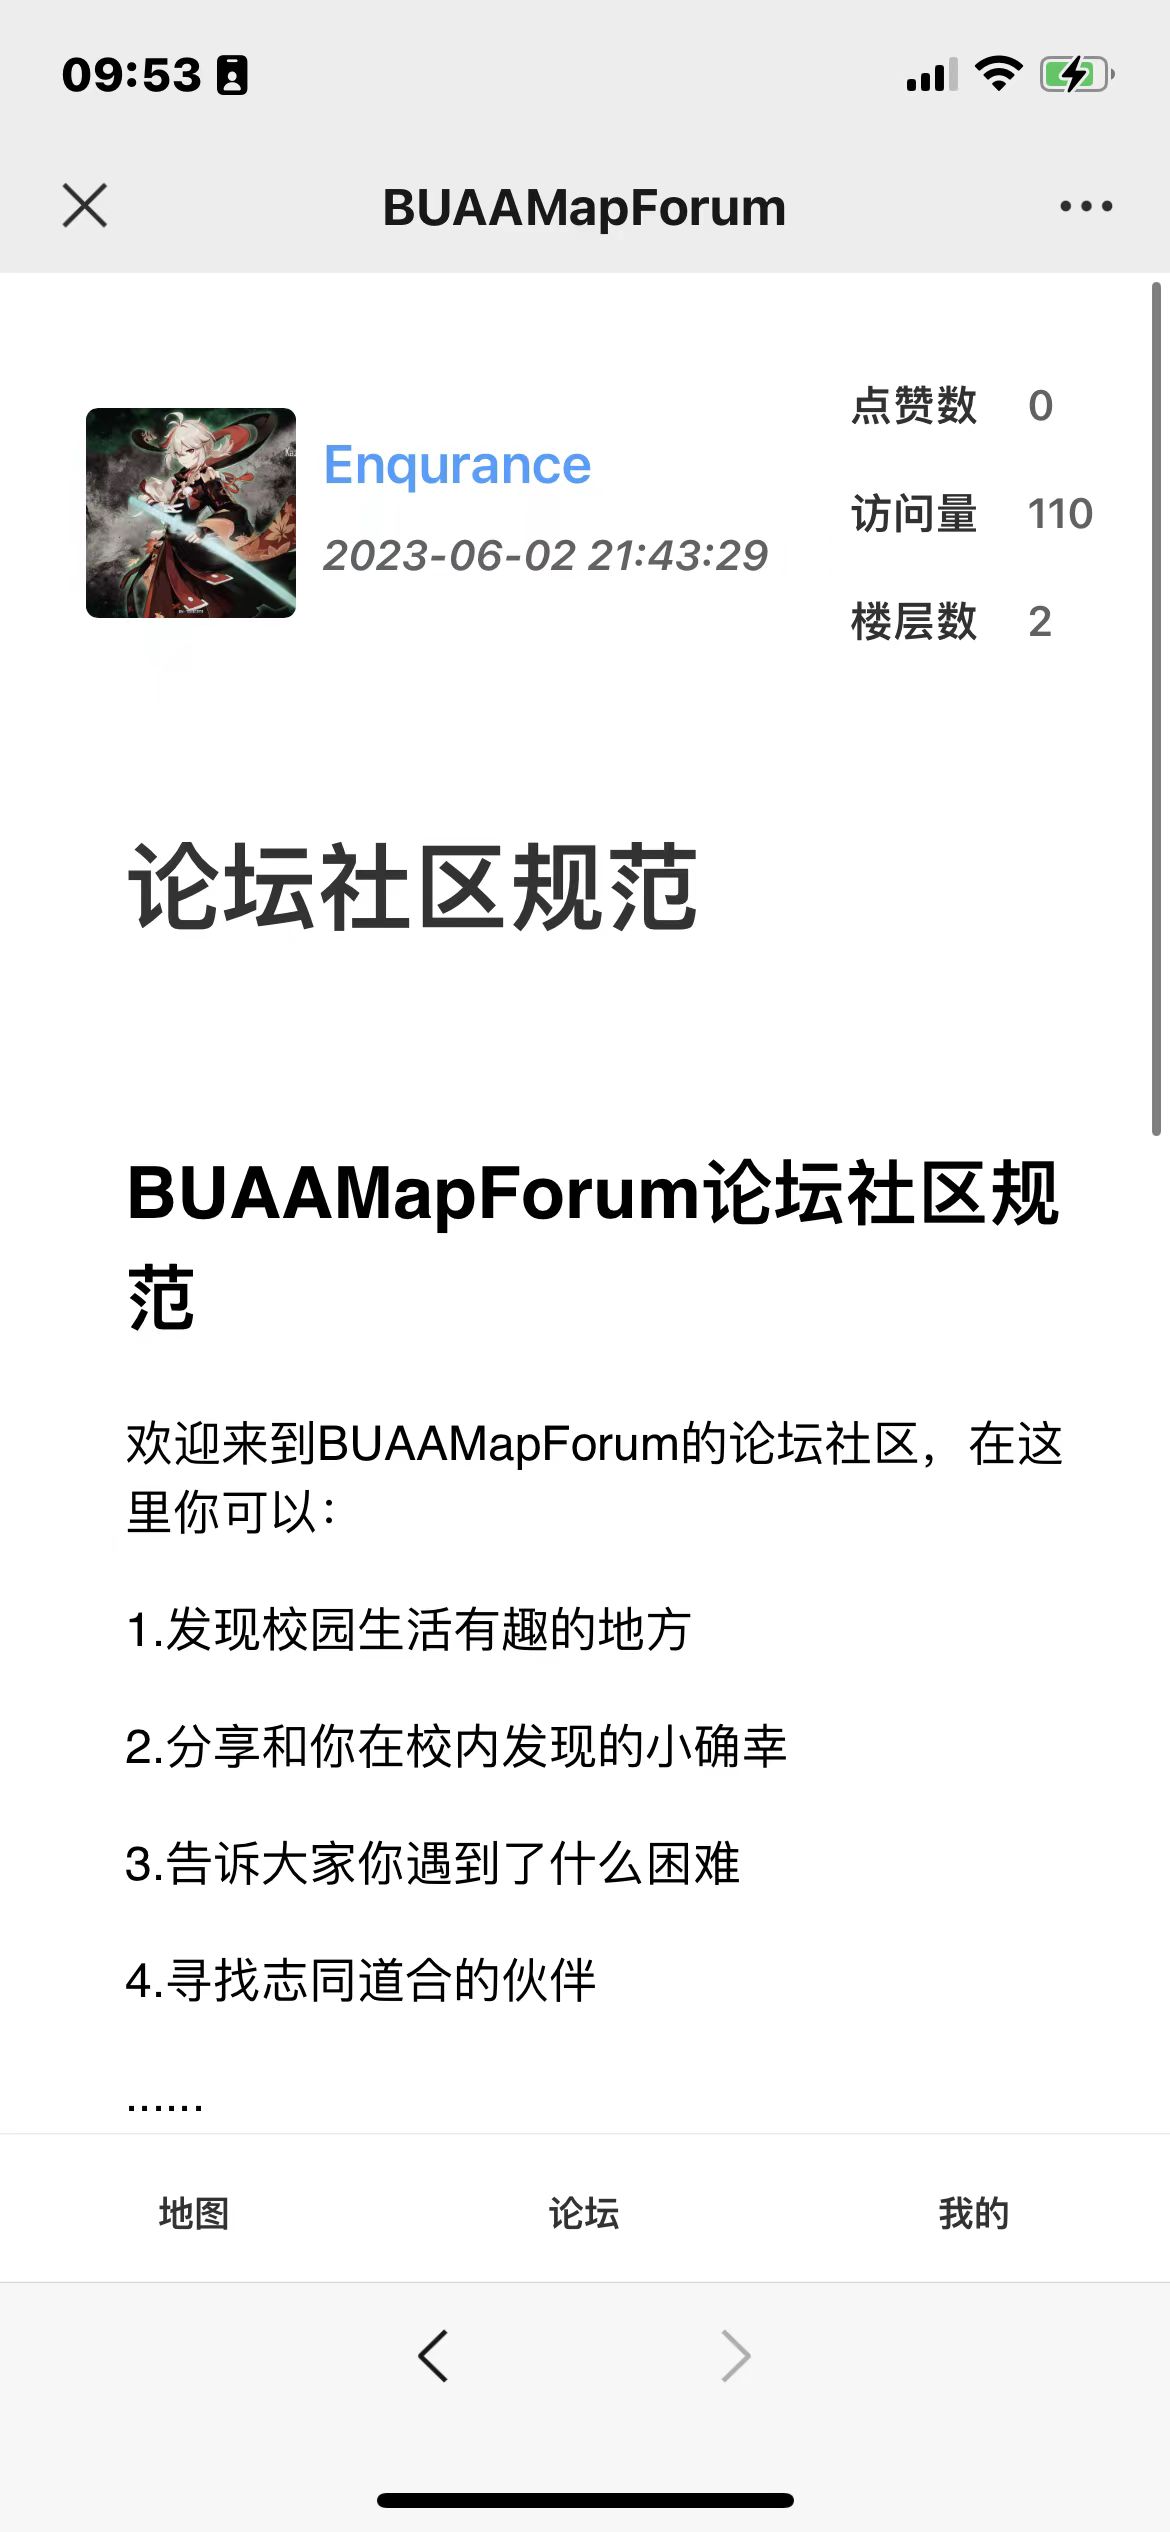 09:53
BUAAMapForum
点赞数 0
Enqurance
访问量 110
2023-06-02 21:43:29
楼层数 2
论坛社区规范
BUAAMapForum论坛社区规
范
欢迎来到BUAAMapForum的论坛社区，在这
里你可以：
1.发现校园生活有趣的地方
2.分享和你在校内发现的小确幸
3.告诉大家你遇到了什么困难
4.寻找志同道合的伙伴
......
地图 论坛 我的